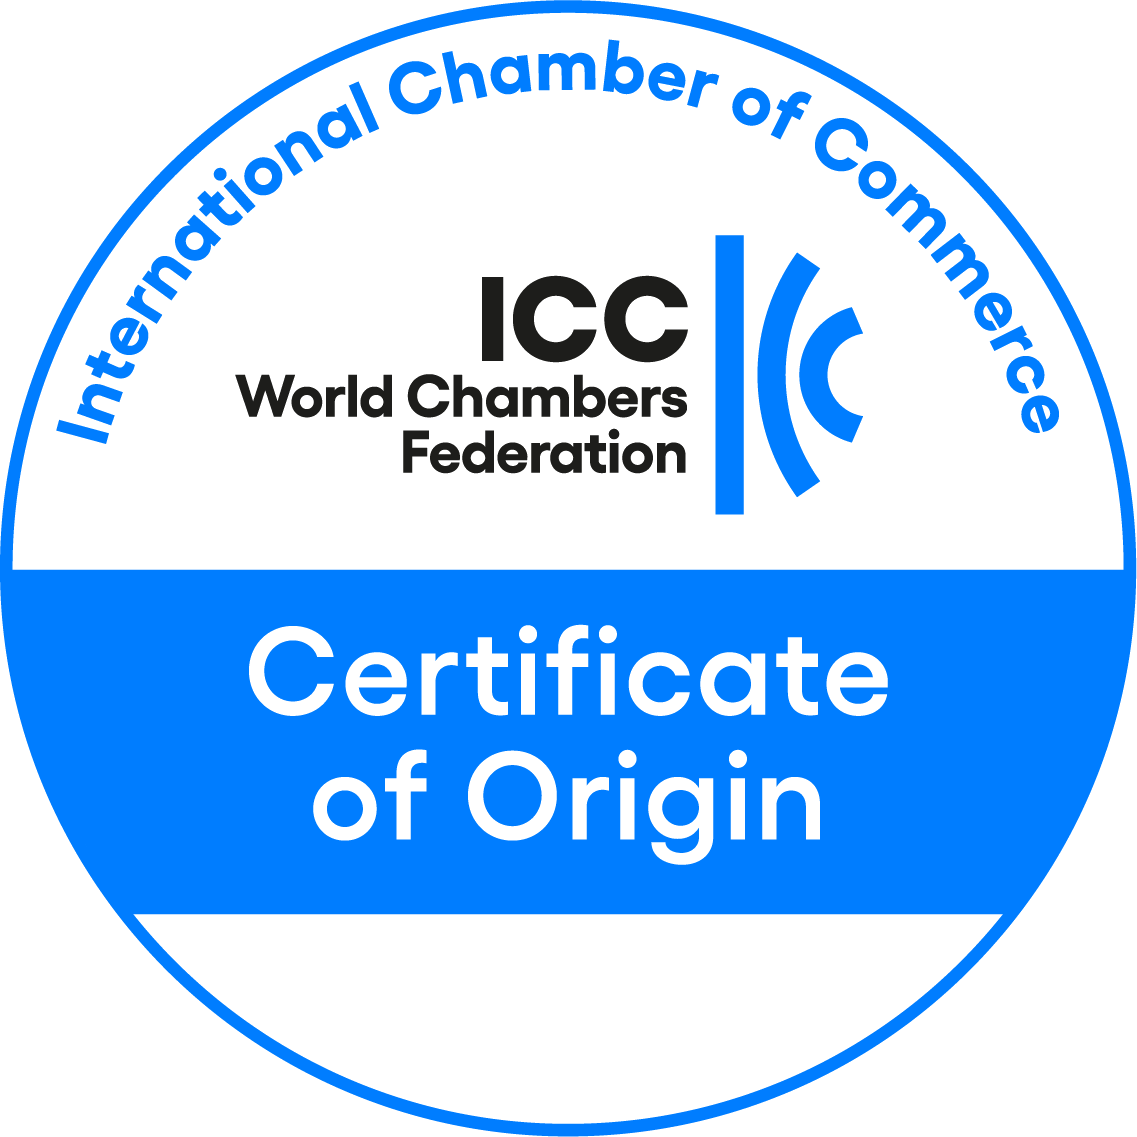 International Chamber of Commerce
ICC
World Chambers
Federation
Certificate
of Origin